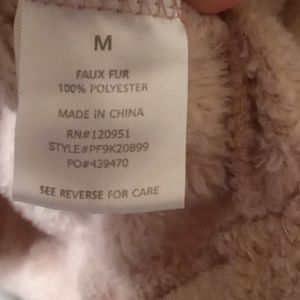 M
FAUX FUR
100% POLYESTER
MADE IN CHINA
RN#120951
STYLE#PF9K20899
PO#439470
SEE REVERSE FOR CARE